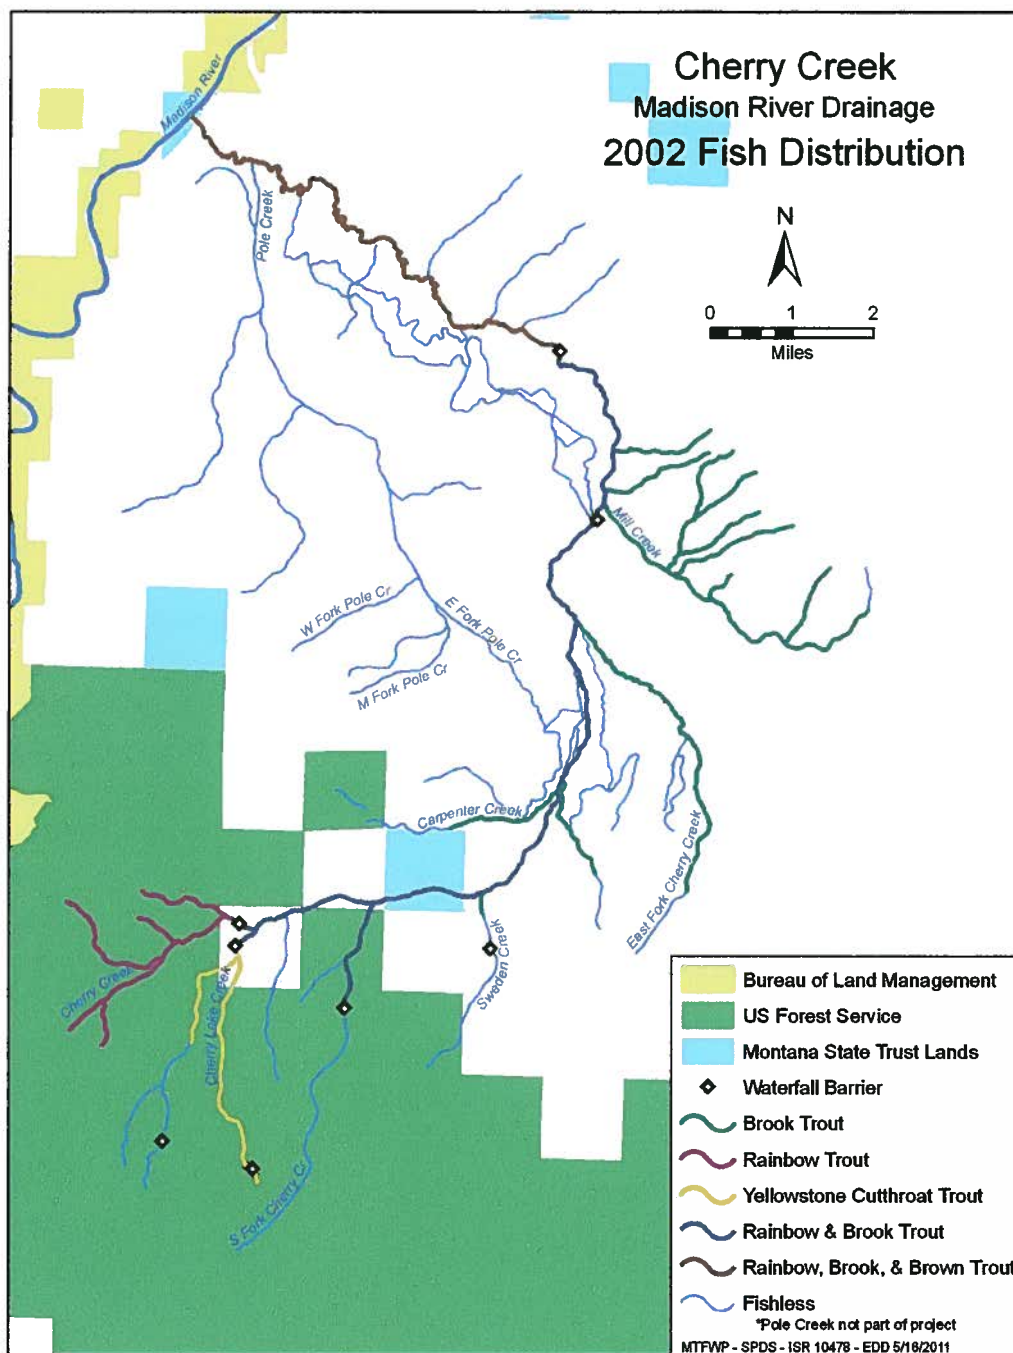 Cherry Creek
Madison River Drainage
2002 Fish Distribution
N
0 1 2
Miles
Madison River
Pole Creek
Mill Creek
W Fork Pole Cr
E Fork Pole Cr
M Fork Pole Cr
Carpenter Creek
East Fork Cherry Creek
Sweden Creek
Cherry Creek
Cherry Lake Creek
S Fork Cherry Cr
Bureau of Land Management
US Forest Service
Montana State Trust Lands
Waterfall Barrier
Brook Trout
Rainbow Trout
Yellowstone Cutthroat Trout
Rainbow & Brook Trout
Rainbow, Brook, & Brown Trout
Fishless
*Pole Creek not part of project
MTFWP - SPDS - ISR 10478 - EDD 5/16/2011